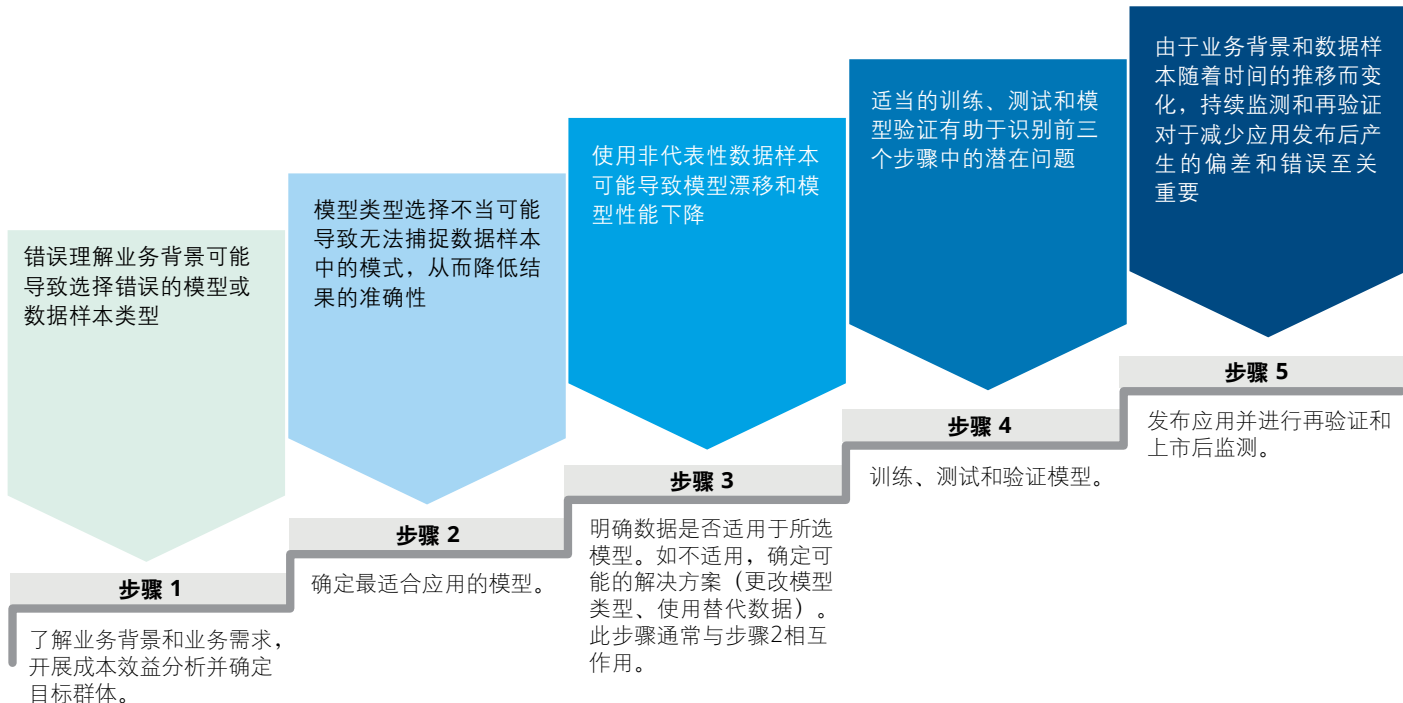 错误理解业务背景可能
导致选择错误的模型或
数据样本类型
步骤 1
了解业务背景和业务需求，
开展成本效益分析并确定
目标群体。
模型类型选择不当可能
导致无法捕捉数据样本
中的模式，从而降低结
果的准确性
步骤 2
确定最适合应用的模型。
使用非代表性数据样本
可能导致模型漂移和模
型性能下降
步骤 3
明确数据是否适用于所选
模型。如不适用，确定可
能的解决方案（更改模型
类型、使用替代数据）。
此步骤通常与步骤2相互
作用。
适当的训练、测试和模
型验证有助于识别前三
个步骤中的潜在问题
步骤 4
训练、测试和验证模型。
由于业务背景和数据样
本随着时间的推移而变
化，持续监测和再验证
对于减少应用发布后产
生的偏差和错误至关
重要
步骤 5
发布应用并进行再验证和
上市后监测。